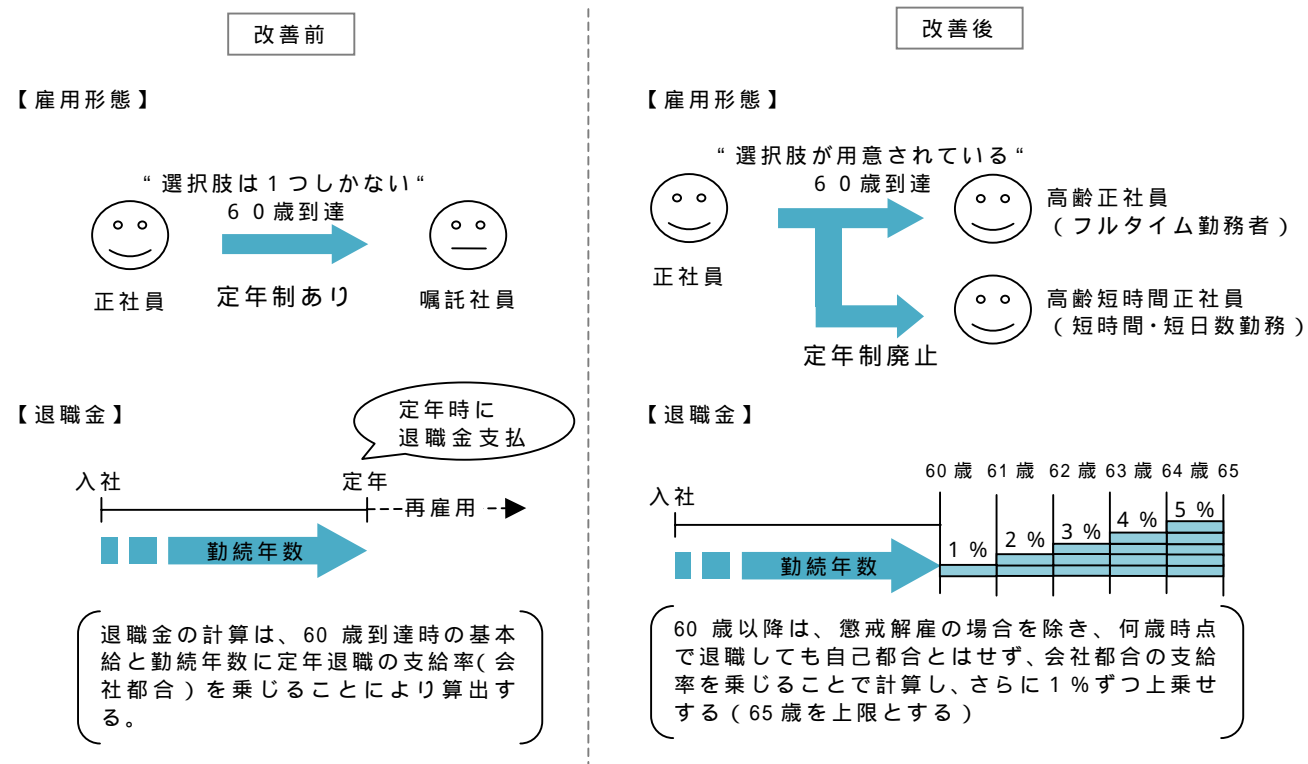 改善前
【雇用形態】
“選択肢は１つしかない“
６０歳到達
正社員
定年制あり
嘱託社員
【退職金】
定年時に
退職金支払
入社
定年
再雇用
勤続年数
退職金の計算は、60 歳到達時の基本
給と勤続年数に定年退職の支給率(会
社都合)を乗じることにより算出す
る。
改善後
【雇用形態】
“選択肢が用意されている“
６０歳到達
正社員
高齢正社員
(フルタイム勤務者)
高齢短時間正社員
(短時間・短日数勤務)
定年制廃止
【退職金】
60 歳 61 歳 62 歳 63 歳 64 歳 65
入社
1 % 2 % 3 % 4 % 5 %
勤続年数
60 歳以降は、懲戒解雇の場合を除き、何歳時点
で退職しても自己都合とはせず、会社都合の支給
率を乗じることで計算し、さらに１%ずつ上乗せ
する(65 歳を上限とする)